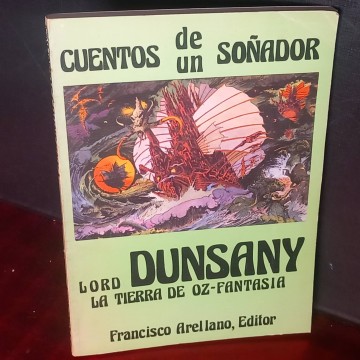 CUENTOS de un SOÑADOR
LORD DUNSANY
LA TIERRA DE OZ-FANTASIA
Francisco Arellano, Editor